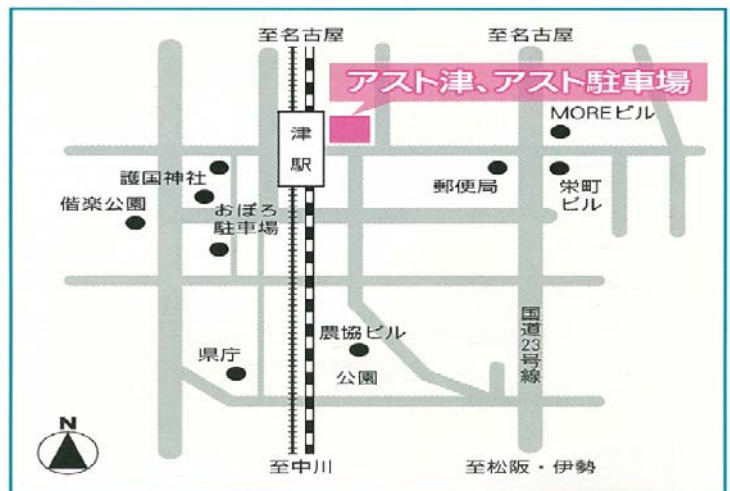 至名古屋
至名古屋
アスト津、アスト駐車場
MOREビル
津
駅
護国神社
郵便局
栄町
ビル
偕楽公園
おぼろ
駐車場
国道23号線
農協ビル
県庁
公園
N
至中川
至松阪・伊勢